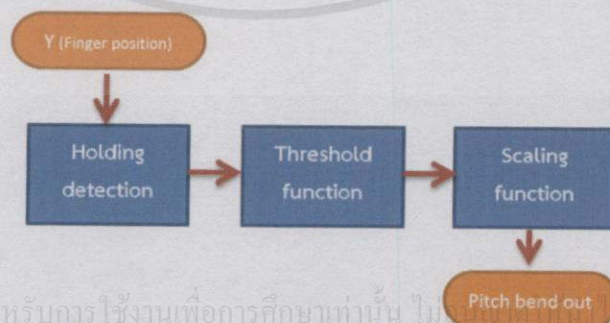 Y (Finger position)
Holding
detection
Threshold
function
Scaling
function
Pitch bend out
หรับการใช้งานเพื่อการศึกษาเท่านั้น